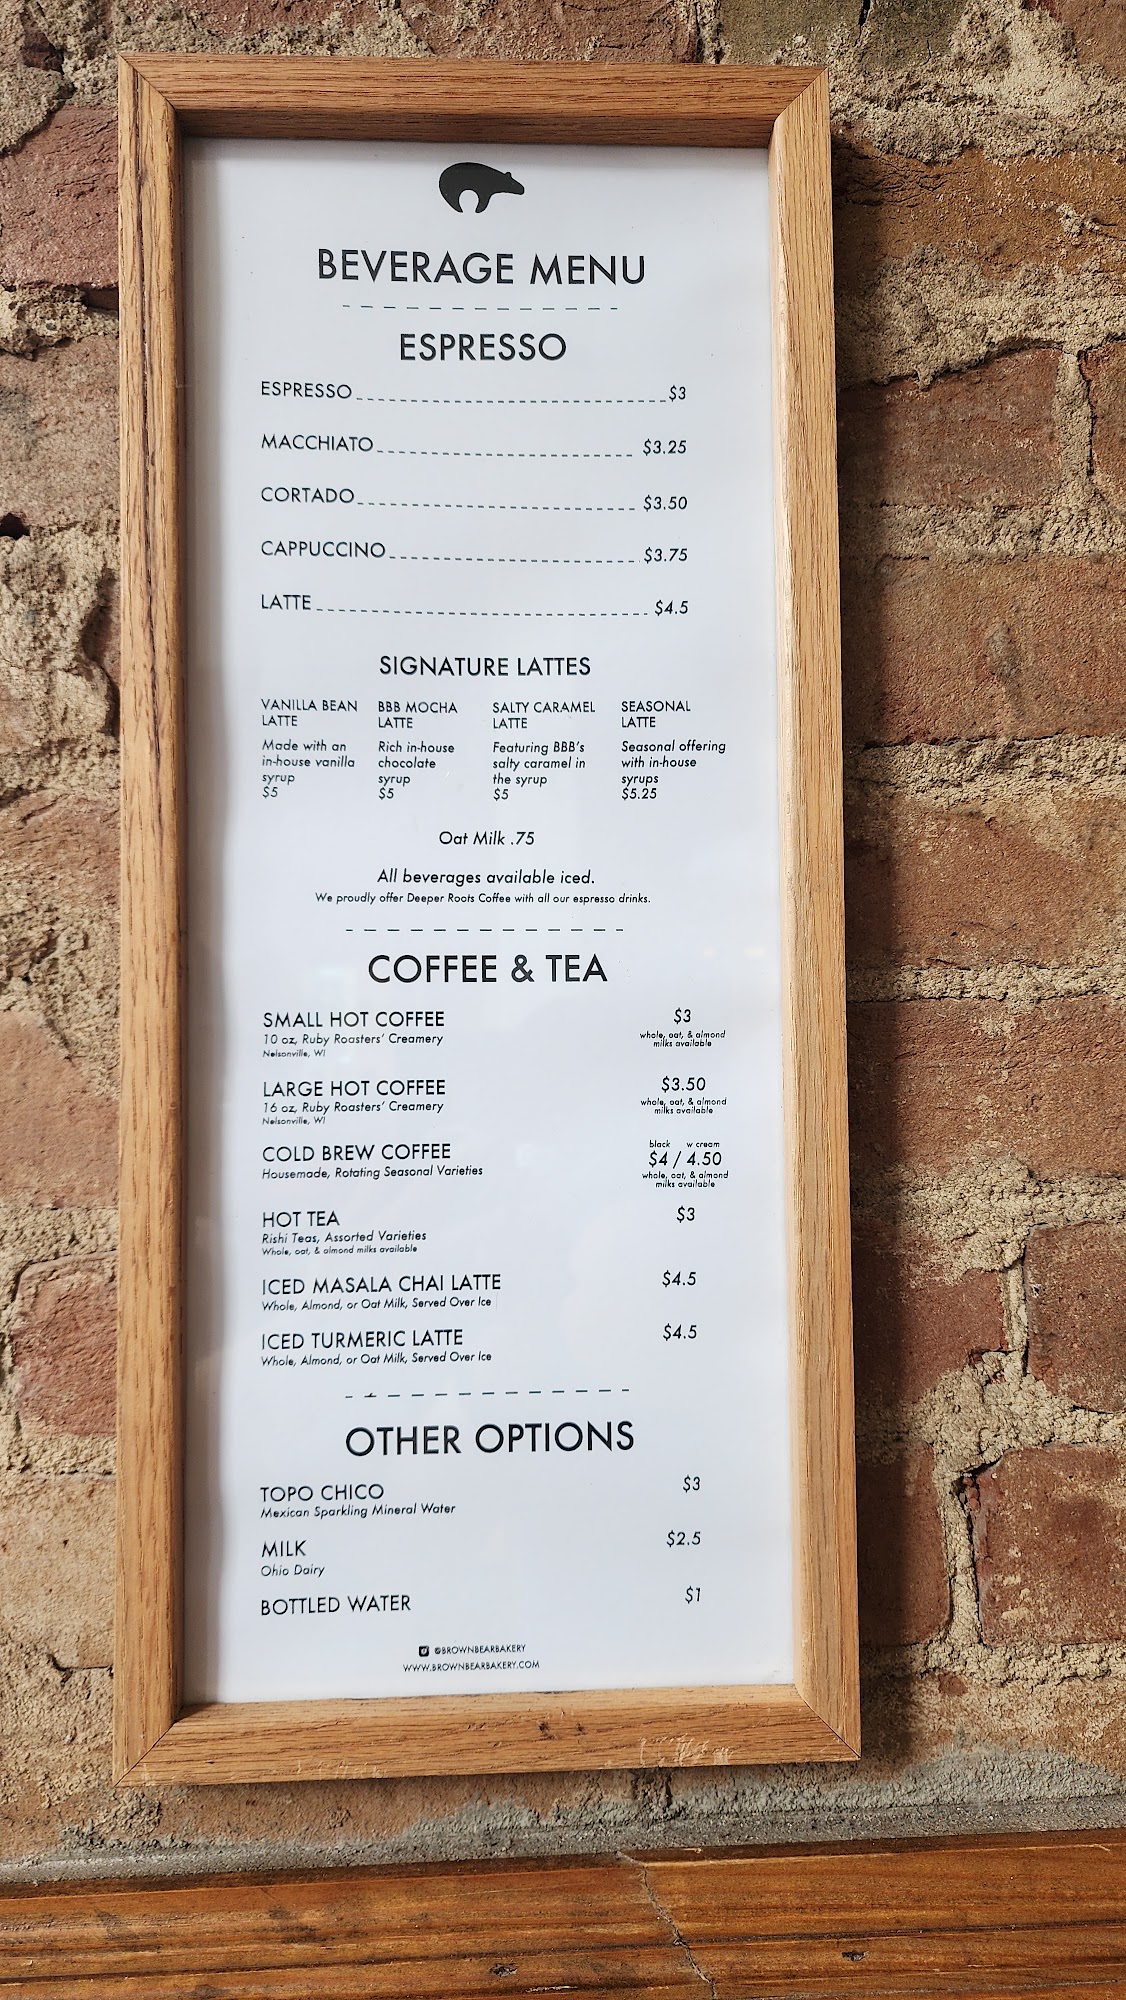 BEVERAGE MENU
ESPRESSO
ESPRESSO $3
MACCHIATO $3.25
CORTADO $3.50
CAPPUCCINO $3.75
LATTE $4.5
SIGNATURE LATTES
VANILLA BEAN
LATTE
Made with an
in-house vanilla
syrup
$5
BBB MOCHA
LATTE
Rich in-house
chocolate
syrup
$5
SALTY CARAMEL
LATTE
Featuring BBB's
salty caramel in
the syrup
$5
SEASONAL
LATTE
Seasonal offering
with in-house
syrups
$5.25
Oat Milk .75
All beverages available iced.
We proudly offer Deeper Roots Coffee with all our espresso drinks.
COFFEE & TEA
SMALL HOT COFFEE $3
10 oz, Ruby Roasters' Creamery
Nelsonville, WI
whole, oat, & almond
milks available
LARGE HOT COFFEE $3.50
16 oz, Ruby Roasters' Creamery
Nelsonville, WI
whole, oat, & almond
milks available
COLD BREW COFFEE
Housemade, Rotating Seasonal Varieties
black w cream
$4 / 4.50
whole, oat, & almond
milks available
HOT TEA $3
Rishi Teas, Assorted Varieties
Whole, oat, & almond milks available
ICED MASALA CHAI LATTE $4.5
Whole, Almond, or Oat Milk, Served Over Ice
ICED TURMERIC LATTE $4.5
Whole, Almond, or Oat Milk, Served Over Ice
OTHER OPTIONS
TOPO CHICO $3
Mexican Sparkling Mineral Water
MILK $2.5
Ohio Dairy
BOTTLED WATER $1
@BROWNBEARBAKERY
WWW.BROWNBEARBAKERY.COM